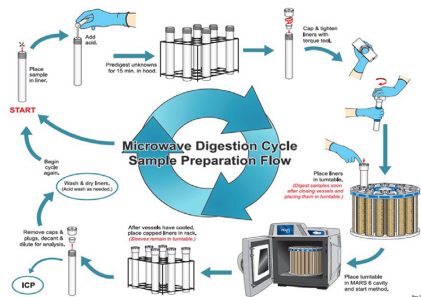 Microwave Digestion Cycle
Sample Preparation Flow
START
Place
sample
in liner.
Add
acid.
Predigest unknowns
for 15 min. in hood.
Cap & tighten
liners with
torque tool.
Place liners
in turntable.
(Digest samples soon
after closing vessels and
placing them in turntable.)
Place turntable
in MARS 6 cavity
and start method.
After vessels have cooled,
place capped liners in rack.
(Sleeves remain in turntable.)
Remove caps &
plugs, decant &
dilute for analysis.
ICP
Wash & dry liners.
(Acid wash as needed.)
Begin
cycle
again.